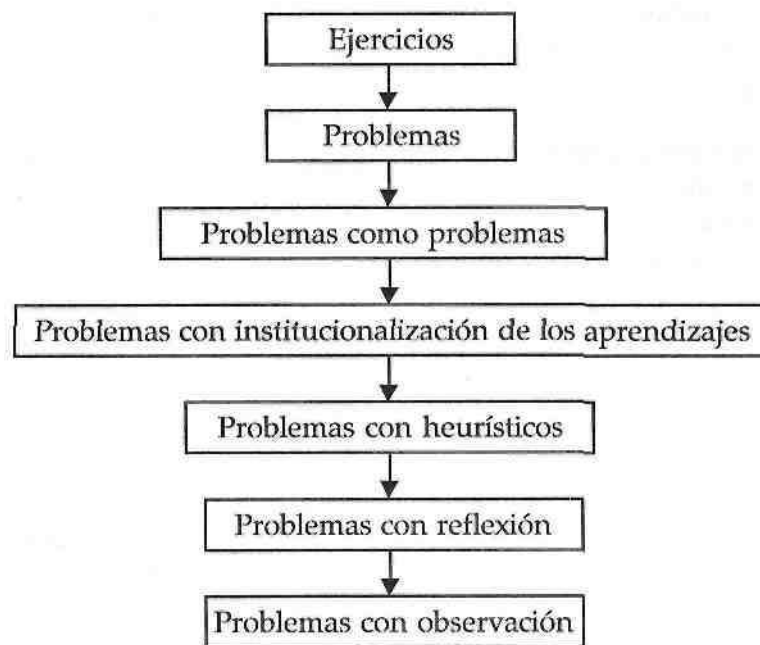 Ejercicios
Problemas
Problemas como problemas
Problemas con institucionalización de los aprendizajes
Problemas con heurísticos
Problemas con reflexión
Problemas con observación